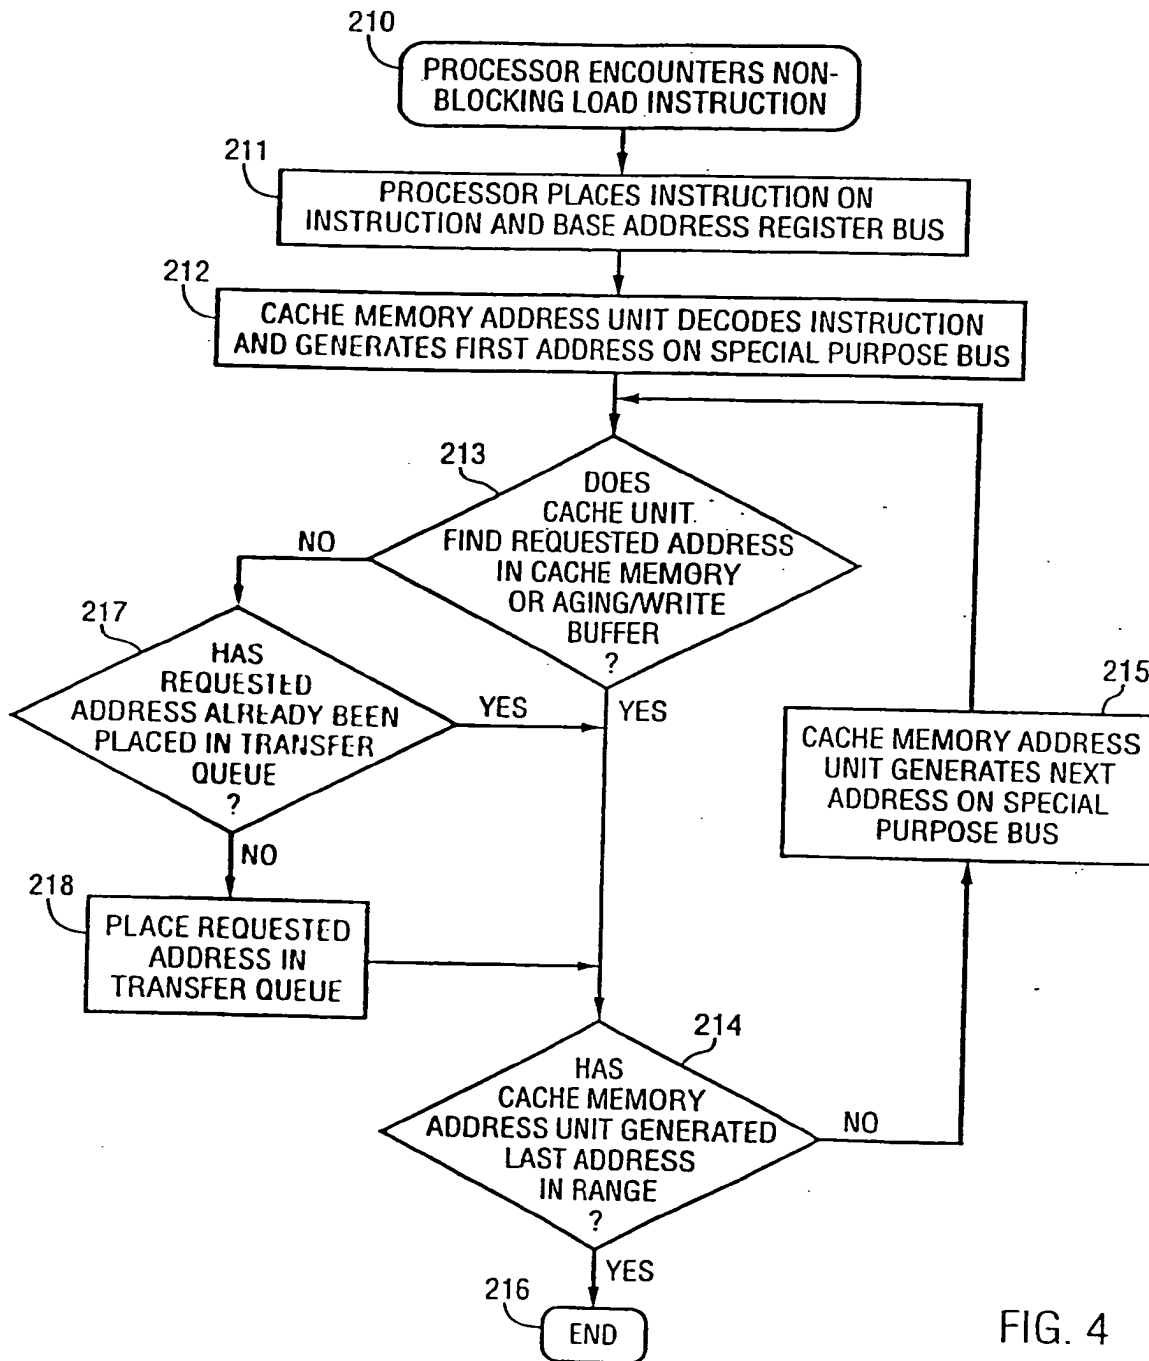 210
PROCESSOR ENCOUNTERS NON-
BLOCKING LOAD INSTRUCTION
211
PROCESSOR PLACES INSTRUCTION ON
INSTRUCTION AND BASE ADDRESS REGISTER BUS
212
CACHE MEMORY ADDRESS UNIT DECODES INSTRUCTION
AND GENERATES FIRST ADDRESS ON SPECIAL PURPOSE BUS
213
DOES
CACHE UNIT
FIND REQUESTED ADDRESS
IN CACHE MEMORY
OR AGING/WRITE
BUFFER
?
NO
YES
217
HAS
REQUESTED
ADDRESS ALREADY BEEN
PLACED IN TRANSFER
QUEUE
?
YES
NO
215
CACHE MEMORY ADDRESS
UNIT GENERATES NEXT
ADDRESS ON SPECIAL
PURPOSE BUS
218
PLACE REQUESTED
ADDRESS IN
TRANSFER QUEUE
214
HAS
CACHE MEMORY
ADDRESS UNIT GENERATED
LAST ADDRESS
IN RANGE
?
NO
YES
216
END
FIG. 4